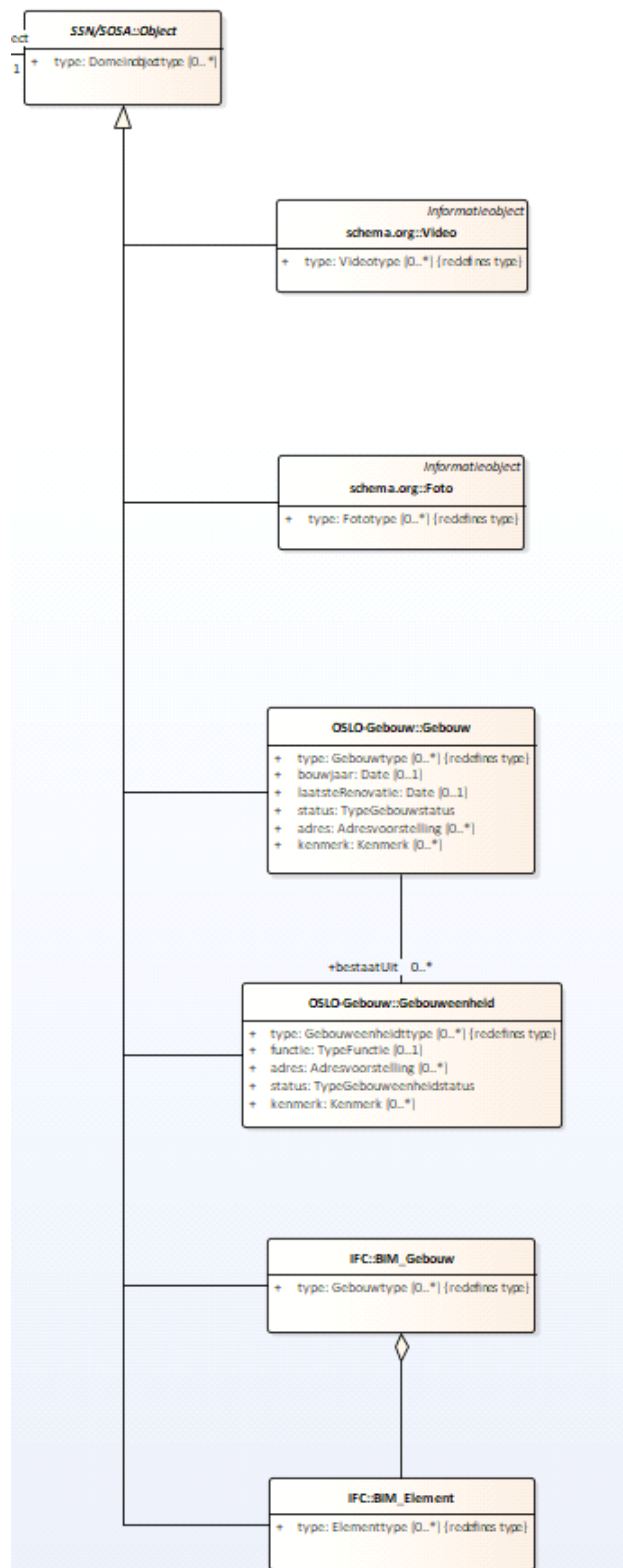 SSN/SOSA::Object
ect
1
+ type: Domeinobjecttype [0..*]
Informatieobject
schema.org::Video
+ type: Videotype [0..*] {redefines type}
Informatieobject
schema.org::Foto
+ type: Fototype [0..*] {redefines type}
OSLO-Gebouw::Gebouw
+ type: Gebouwtype [0..*] {redefines type}
+ bouwjaar: Date [0..1]
+ laatsteRenovatie: Date [0..1]
+ status: TypeGebouwstatus
+ adres: Adresvoorstelling [0..*]
+ kenmerk: Kenmerk [0..*]
+bestaatUit 0..*
OSLO-Gebouw::Gebouweenheid
+ type: Gebouweenheidttype [0..*] {redefines type}
+ functie: TypeFunctie [0..1]
+ adres: Adresvoorstelling [0..*]
+ status: TypeGebouweenheidstatus
+ kenmerk: Kenmerk [0..*]
IFC::BIM_Gebouw
+ type: Gebouwtype [0..*] {redefines type}
IFC::BIM_Element
+ type: Elementtype [0..*] {redefines type}